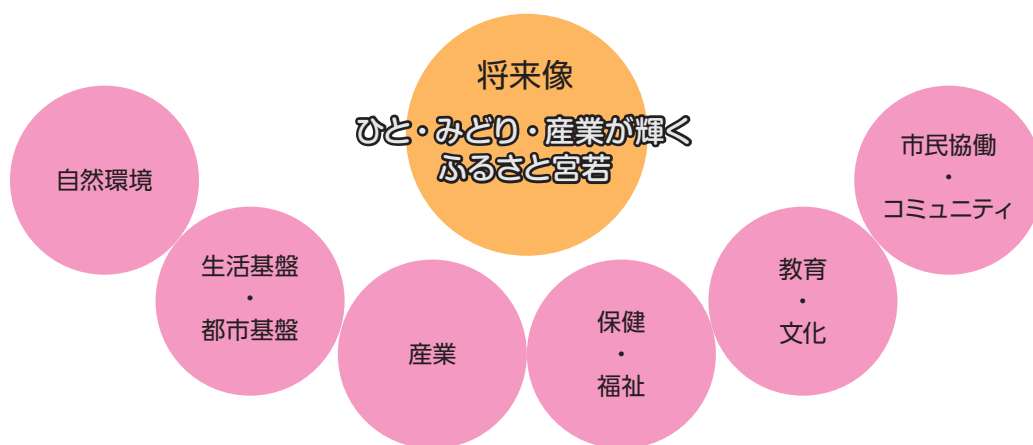 将来像
ひと・みどり・産業が輝く
ふるさと宮若
自然環境
生活基盤
・
都市基盤
産業
保健
・
福祉
教育
・
文化
市民協働
・
コミュニティ